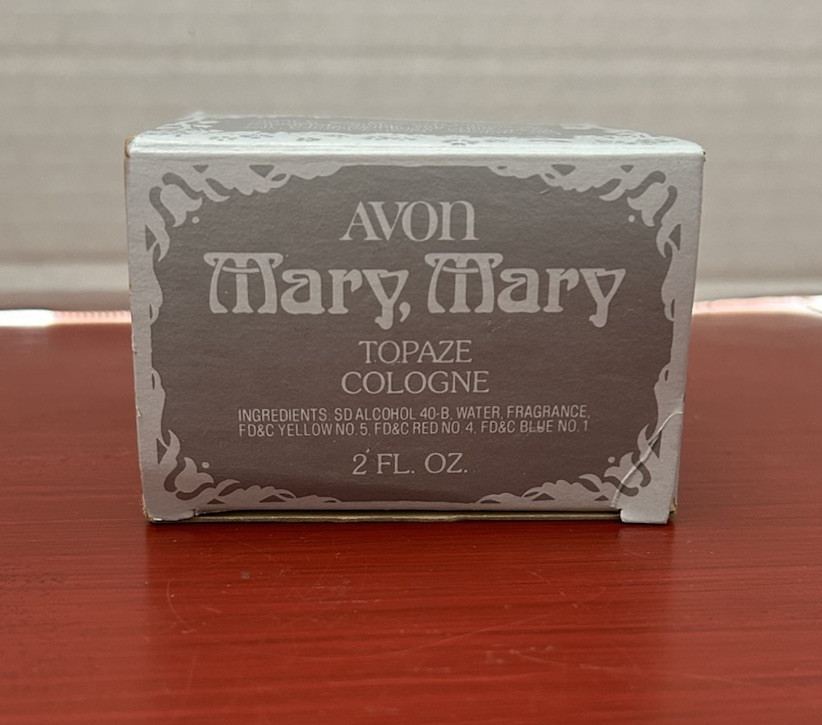 AVON
Mary, Mary
TOPAZE
COLOGNE
INGREDIENTS: SD ALCOHOL 40-B, WATER, FRAGRANCE,
FD&C YELLOW NO. 5, FD&C RED NO. 4, FD&C BLUE NO. 1
2 FL. OZ.